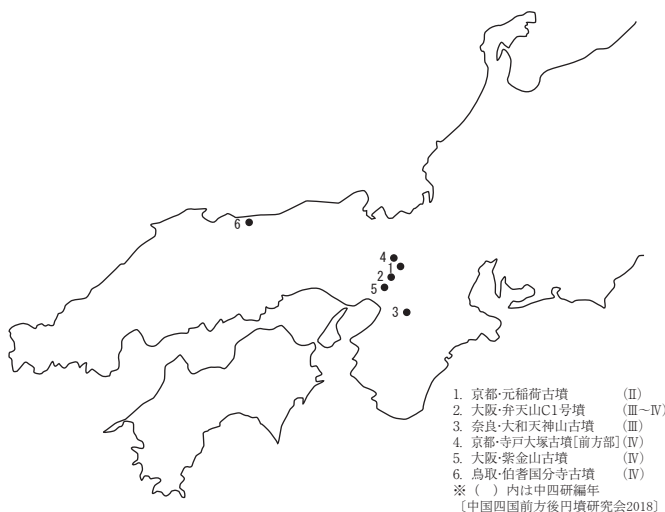 6
4
1
2
5
3
1. 京都・元稲荷古墳 (Ⅱ)
2. 大阪・弁天山C1号墳 (Ⅲ～Ⅳ)
3. 奈良・大和天神山古墳 (Ⅲ)
4. 京都・寺戸大塚古墳[前方部](Ⅳ)
5. 大阪・紫金山古墳 (Ⅳ)
6. 鳥取・伯耆国分寺古墳 (Ⅳ)
※ ( ) 内は中四研編年
〔中国四国前方後円墳研究会2018〕